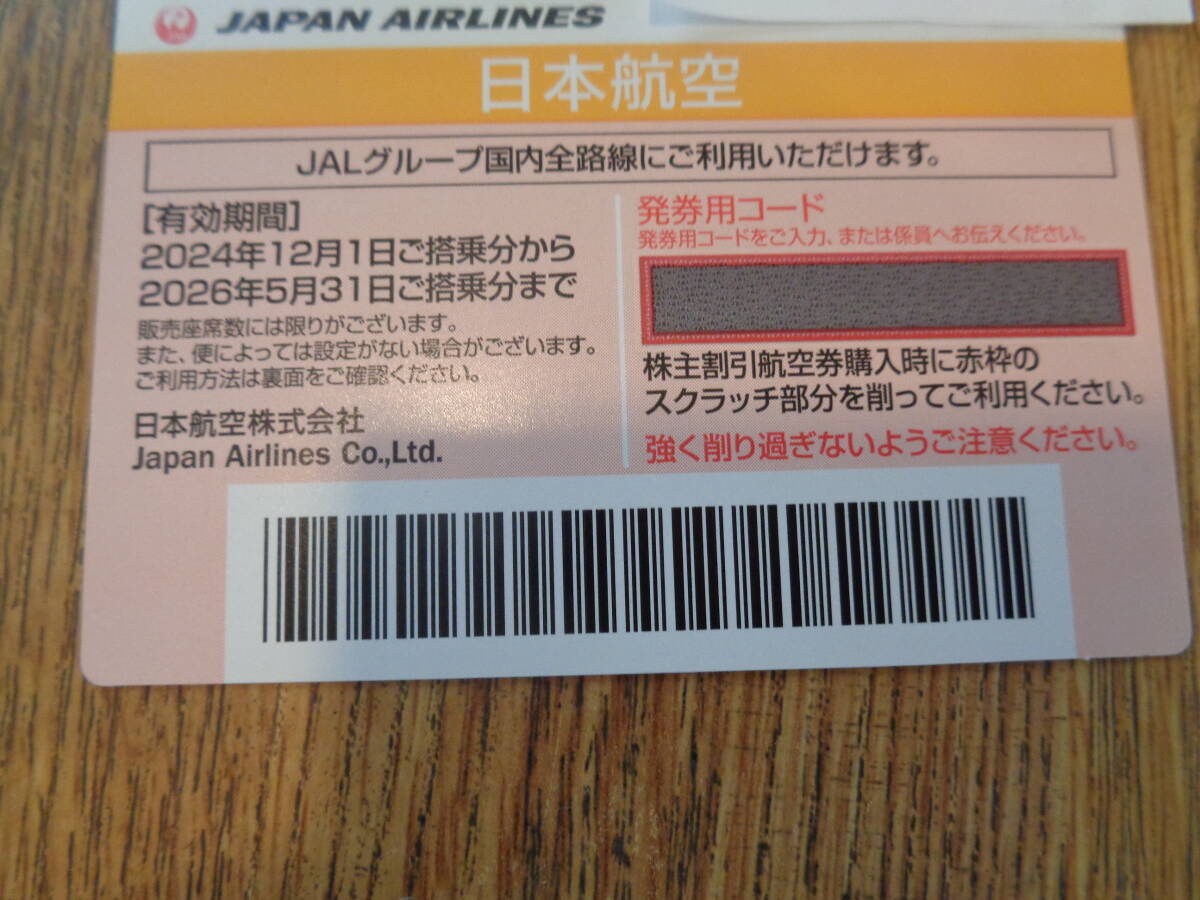 JAPAN AIRLINES
日本航空
JALグループ国内全路線にご利用いただけます。
［有効期間］
2024年12月1日ご搭乗分から
2026年5月31日ご搭乗分まで
販売座席数には限りがございます。
また、便によっては設定がない場合がございます。
ご利用方法は裏面をご確認ください。
日本航空株式会社
Japan Airlines Co.,Ltd.
発券用コード
発券用コードをご入力、または係員へお伝えください。
株主割引航空券購入時に赤枠の
スクラッチ部分を削ってご利用ください。
強く削り過ぎないようご注意ください。